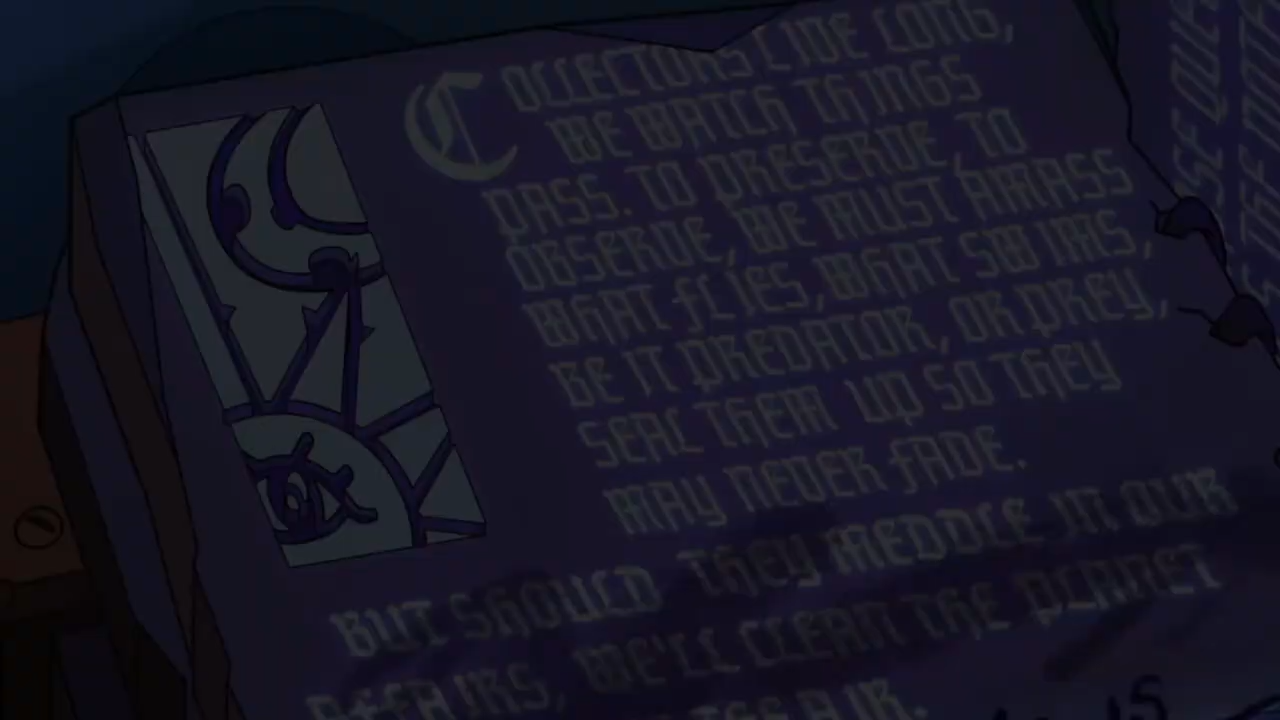 COLLECTORS LIVE LONG,
WE WATCH THINGS
PASS. TO PRESERVE, TO
OBSERVE, WE MUST AMASS
WHAT FLIES, WHAT SWIMS,
BE IT PREDATOR, OR PREY,
SEAL THEM UP SO THEY
MAY NEVER FADE.
BUT SHOULD THEY MEDDLE IN OUR
AFFAIRS, WE'LL CLEAN THE PLANET
AIR.